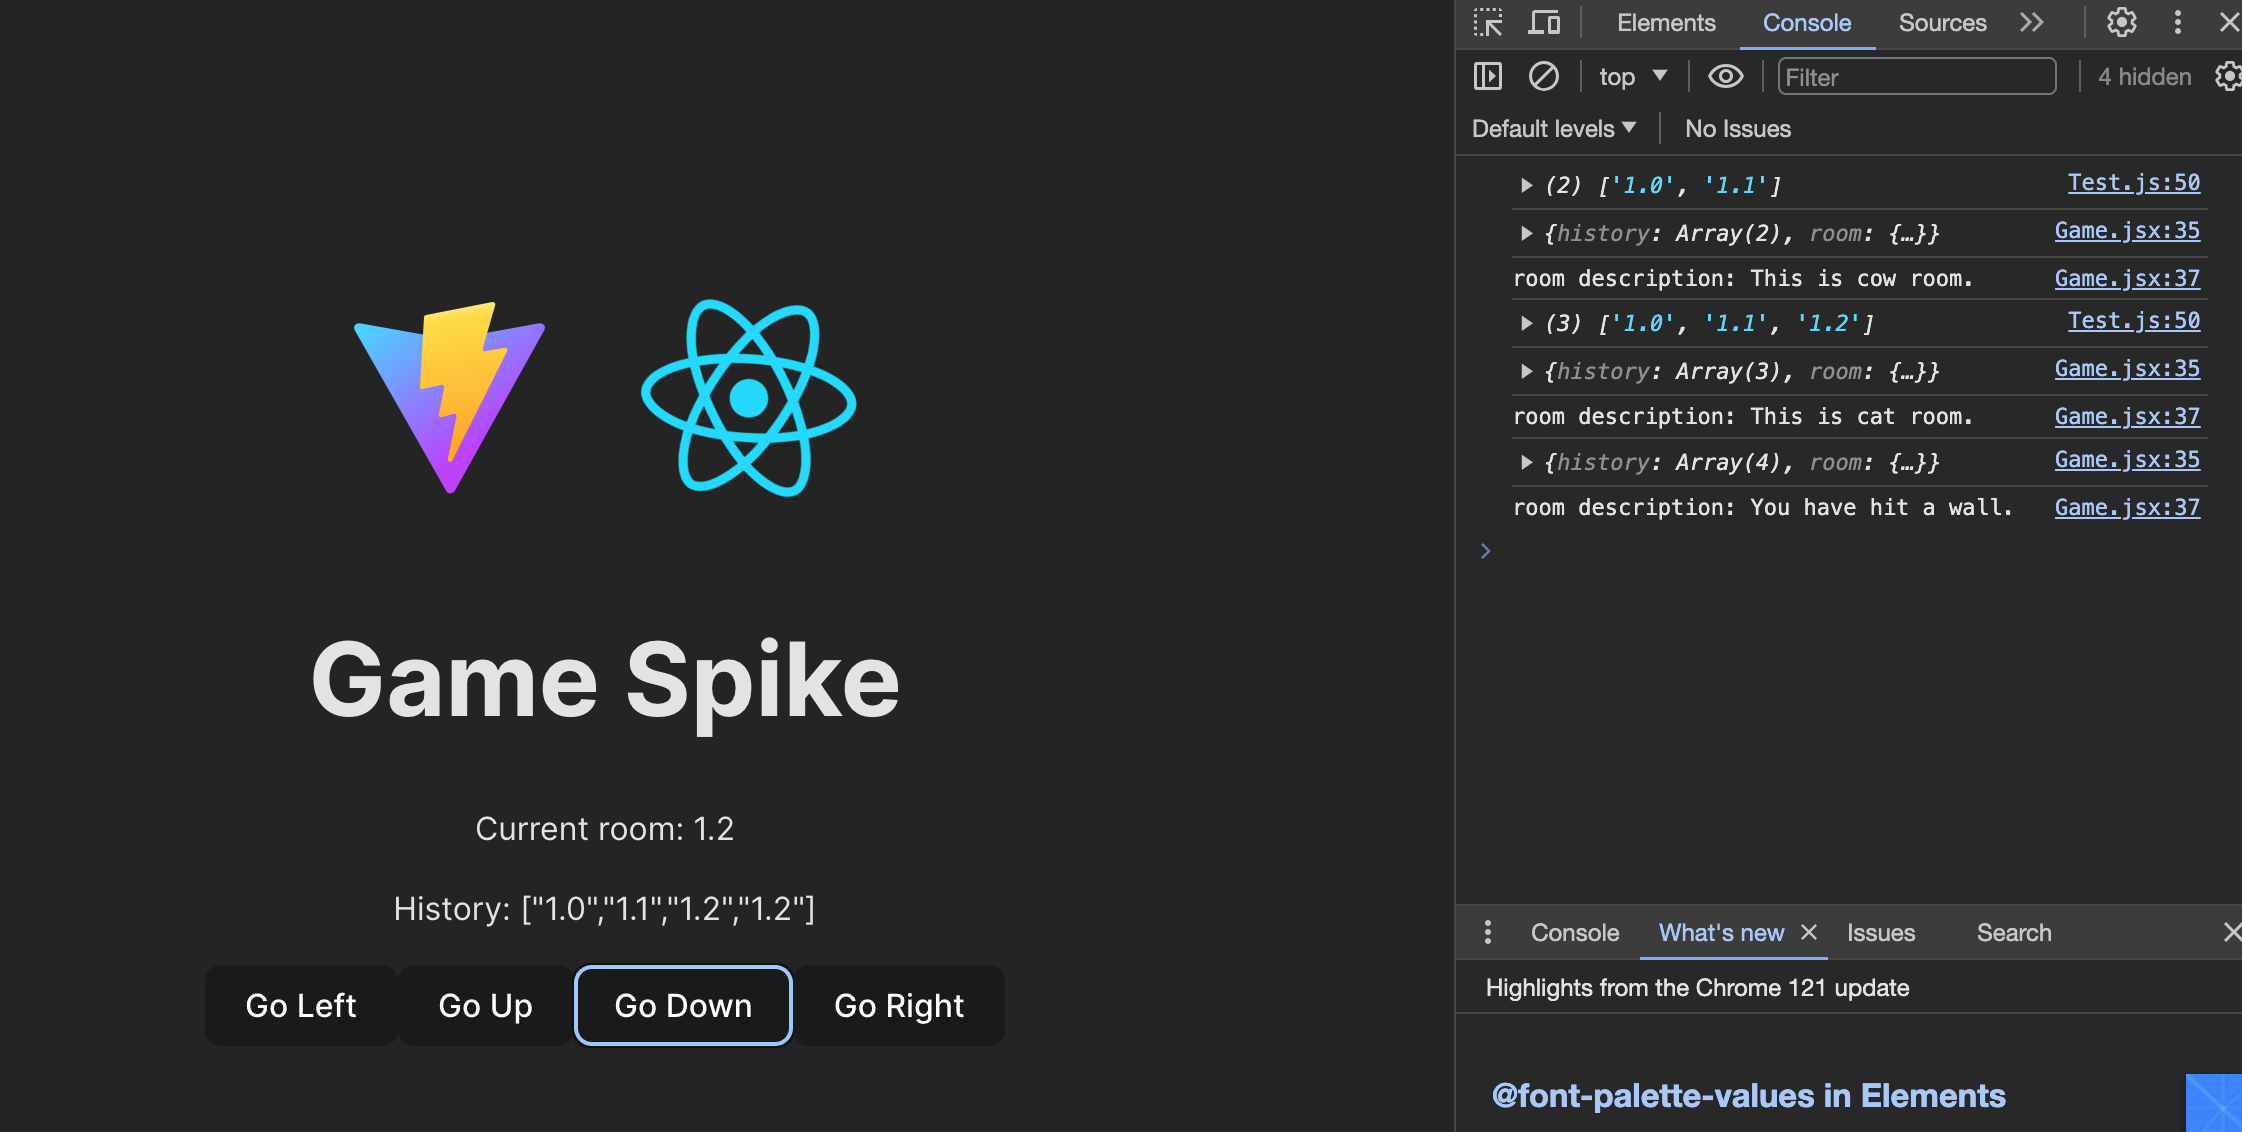 Game Spike
Current room: 1.2
History: ["1.0","1.1","1.2","1.2"]
Go Left Go Up Go Down Go Right
Elements Console Sources
top Filter 4 hidden
Default levels No Issues
(2) ['1.0', '1.1'] Test.js:50
{history: Array(2), room: {…}} Game.jsx:35
room description: This is cow room. Game.jsx:37
(3) ['1.0', '1.1', '1.2'] Test.js:50
{history: Array(3), room: {…}} Game.jsx:35
room description: This is cat room. Game.jsx:37
{history: Array(4), room: {…}} Game.jsx:35
room description: You have hit a wall. Game.jsx:37
Console What's new Issues Search
Highlights from the Chrome 121 update
@font-palette-values in Elements